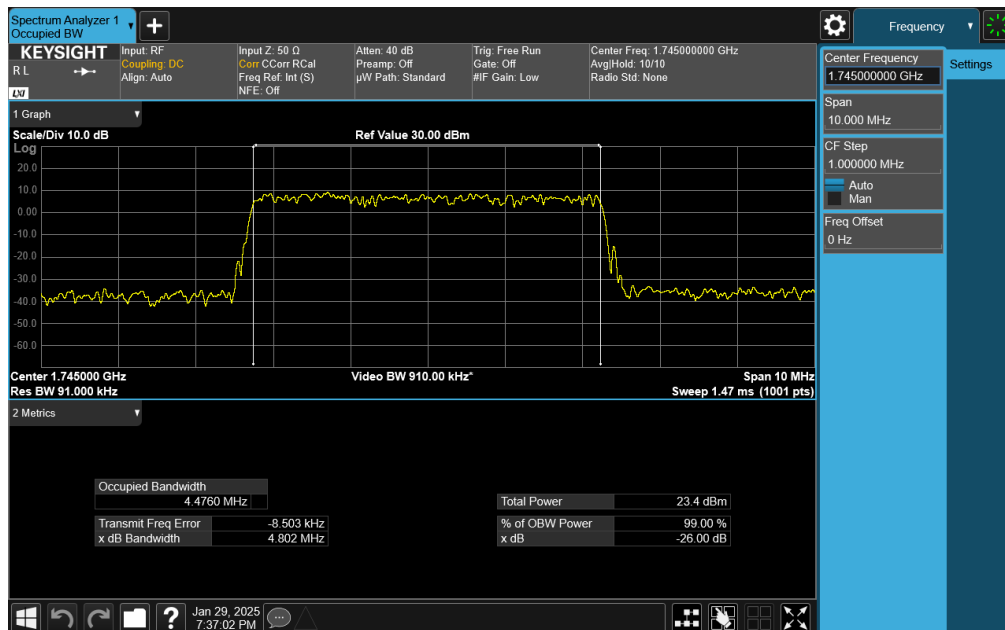 Spectrum Analyzer 1
Occupied BW
Frequency
KEYSIGHT
R L
LXI
Input: RF
Coupling: DC
Align: Auto
Input Z: 50 Ω
Corr CCorr RCal
Freq Ref: Int (S)
NFE: Off
Atten: 40 dB
Preamp: Off
µW Path: Standard
Trig: Free Run
Gate: Off
#IF Gain: Low
Center Freq: 1.745000000 GHz
Avg|Hold: 10/10
Radio Std: None
Center Frequency
1.745000000 GHz
Settings
Span
10.000 MHz
CF Step
1.000000 MHz
Auto
Man
Freq Offset
0 Hz
1 Graph
Scale/Div 10.0 dB
Ref Value 30.00 dBm
Log
20.0
10.0
0.00
-10.0
-20.0
-30.0
-40.0
-50.0
-60.0
Center 1.745000 GHz
Video BW 910.00 kHz*
Span 10 MHz
Res BW 91.000 kHz
Sweep 1.47 ms (1001 pts)
2 Metrics
Occupied Bandwidth
4.4760 MHz
Total Power 23.4 dBm
Transmit Freq Error -8.503 kHz
% of OBW Power 99.00 %
x dB Bandwidth 4.802 MHz
x dB -26.00 dB
Jan 29, 2025
7:37:02 PM